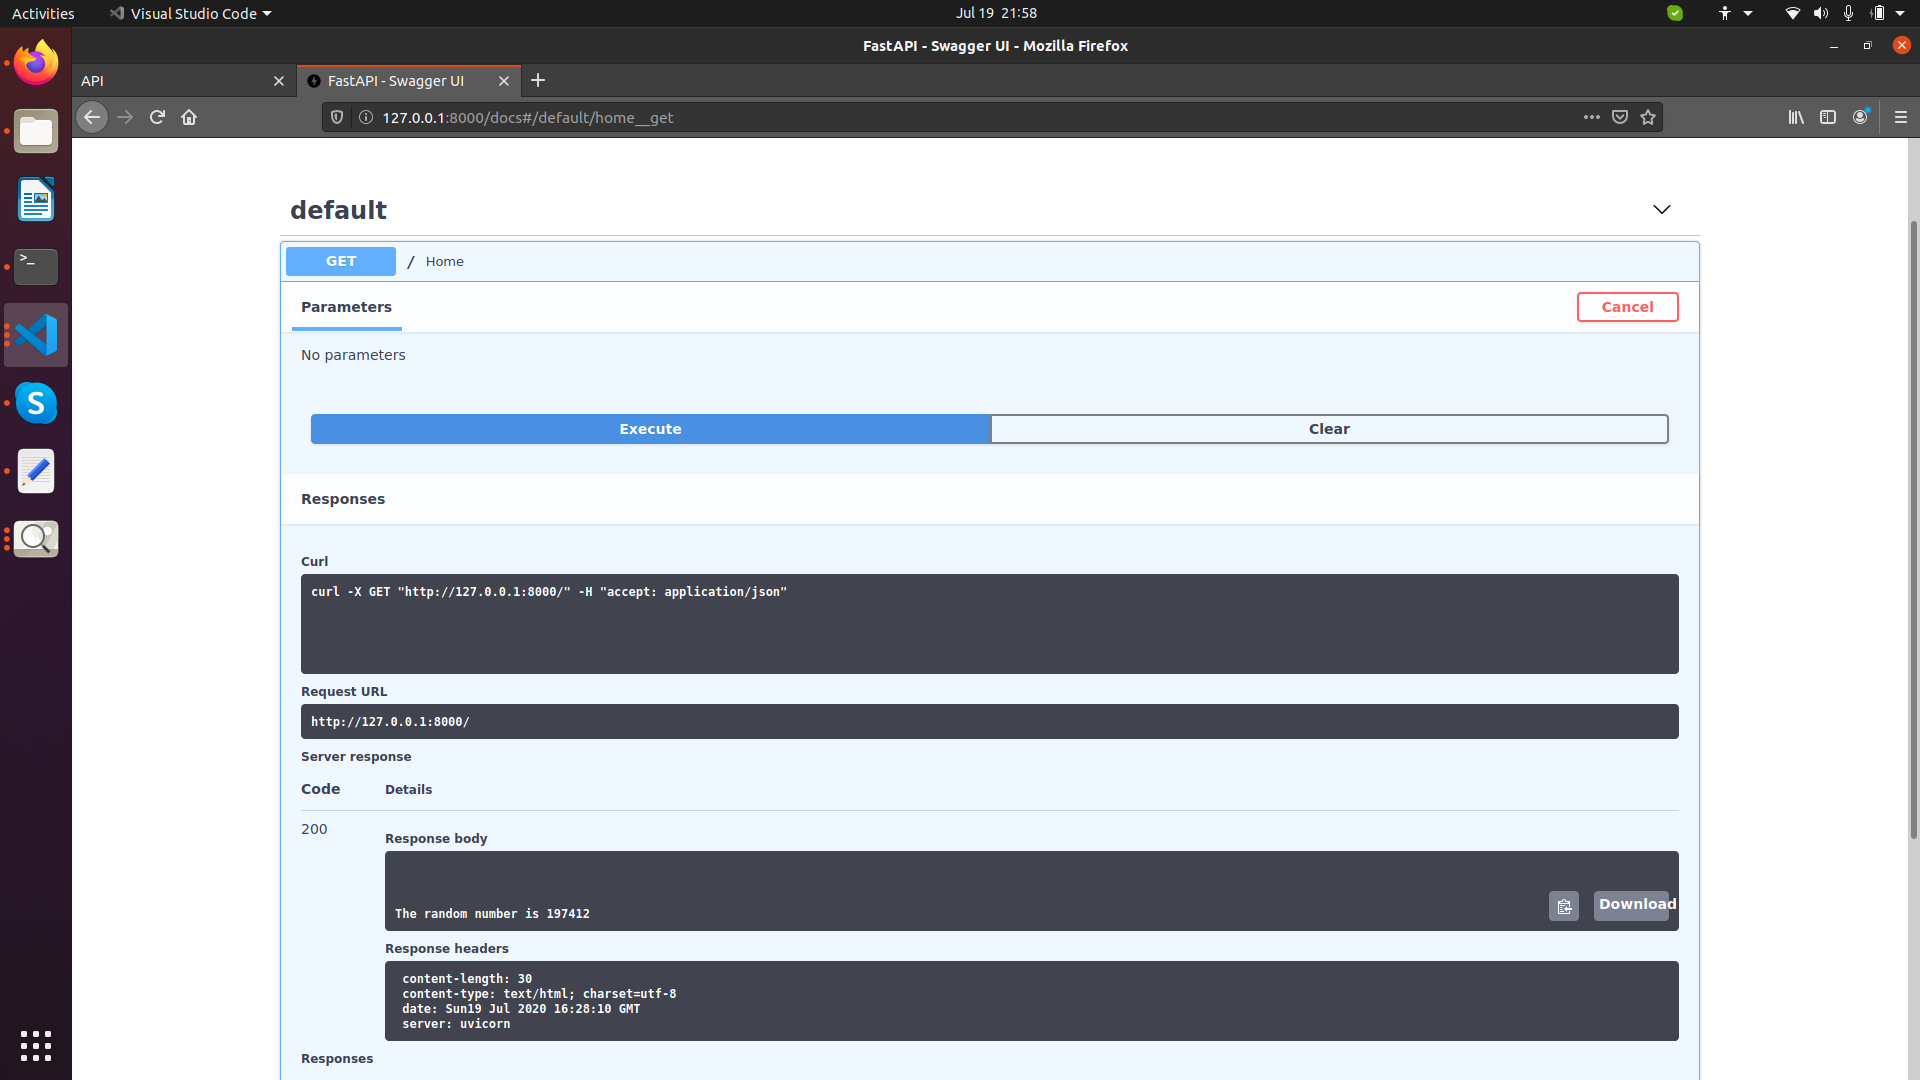 Activities
Visual Studio Code
Jul 19 21:58
FastAPI - Swagger UI - Mozilla Firefox
API
FastAPI - Swagger UI
127.0.0.1:8000/docs#/default/home__get
default
GET
/ Home
Parameters
Cancel
No parameters
Execute
Clear
Responses
Curl
curl -X GET "http://127.0.0.1:8000/" -H "accept: application/json"
Request URL
http://127.0.0.1:8000/
Server response
Code
Details
200
Response body
The random number is 197412
Download
Response headers
content-length: 30
content-type: text/html; charset=utf-8
date: Sun19 Jul 2020 16:28:10 GMT
server: uvicorn
Responses